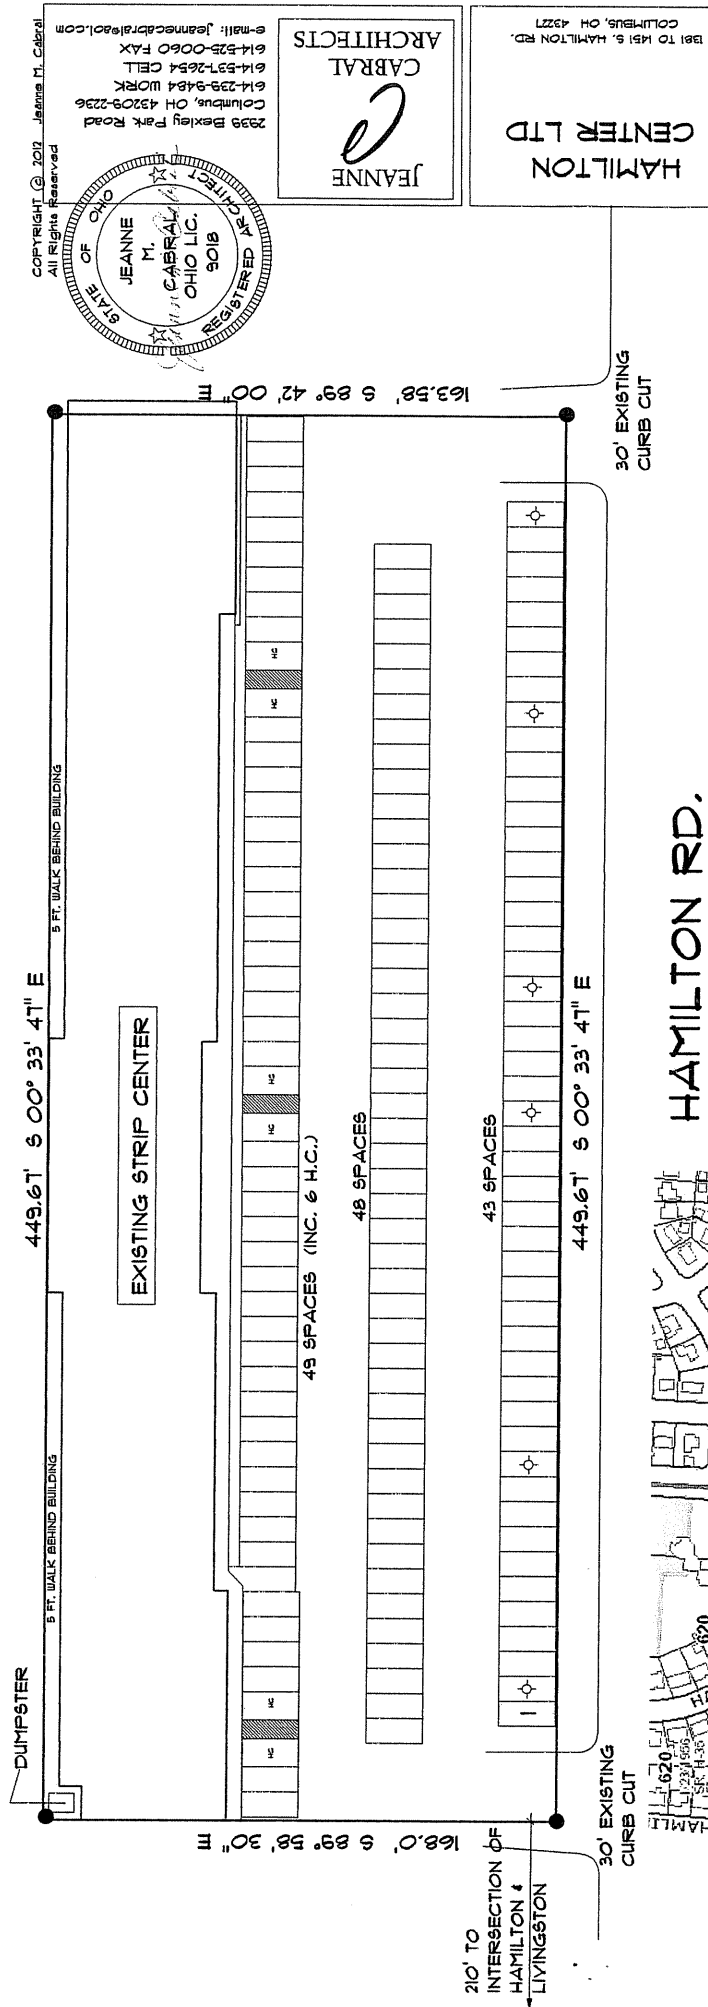 COPYRIGHT © 2012 Jeanne M. Cabral
All Rights Reserved
STATE OF OHIO
JEANNE
M.
CABRAL
OHIO LIC.
9018
REGISTERED ARCHITECT
2939 Bexley Park Road
Columbus, OH 43209-2236
614-239-9484 WORK
614-537-2654 CELL
614-525-0060 FAX
e-mail: jeannecabral@aol.com
JEANNE
CABRAL
ARCHITECTS
HAMILTON
CENTER LTD
1381 TO 1451 S. HAMILTON RD.
COLUMBUS, OH 43227
163.58' S 89° 42' 00" E
30' EXISTING
CURB CUT
449.67' S 00° 33' 47" E
5 FT. WALK BEHIND BUILDING
5 FT. WALK BEHIND BUILDING
DUMPSTER
EXISTING STRIP CENTER
HC
HC
HC
HC
HC
HC
49 SPACES (INC. 6 H.C.)
48 SPACES
43 SPACES
449.67' S 00° 33' 47" E
168.0' S 89° 58' 30" E
210' TO
INTERSECTION OF
HAMILTON &
LIVINGSTON
30' EXISTING
CURB CUT
HAMILTON RD.
620
620
HAMIL